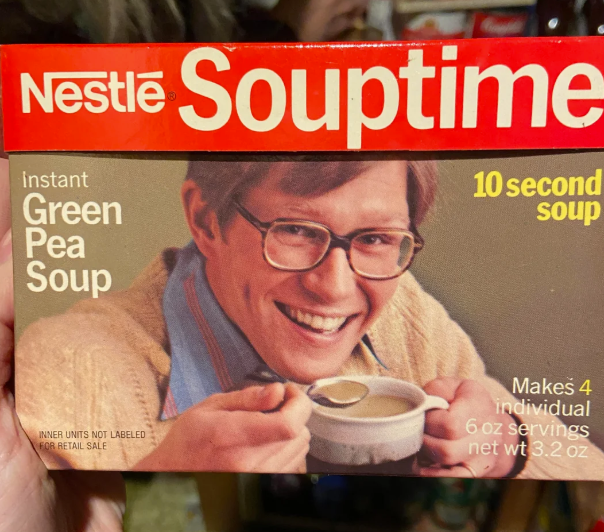 Nestlé® Souptime
Instant
Green
Pea
Soup
10 second
soup
Makes 4
individual
6 oz servings
net wt 3.2 oz
INNER UNITS NOT LABELED
FOR RETAIL SALE